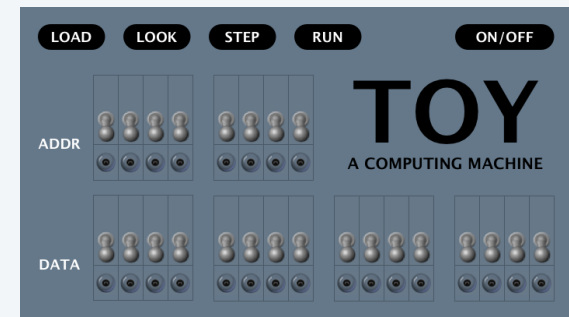 LOAD LOOK STEP RUN ON/OFF
TOY
ADDR
A COMPUTING MACHINE
DATA